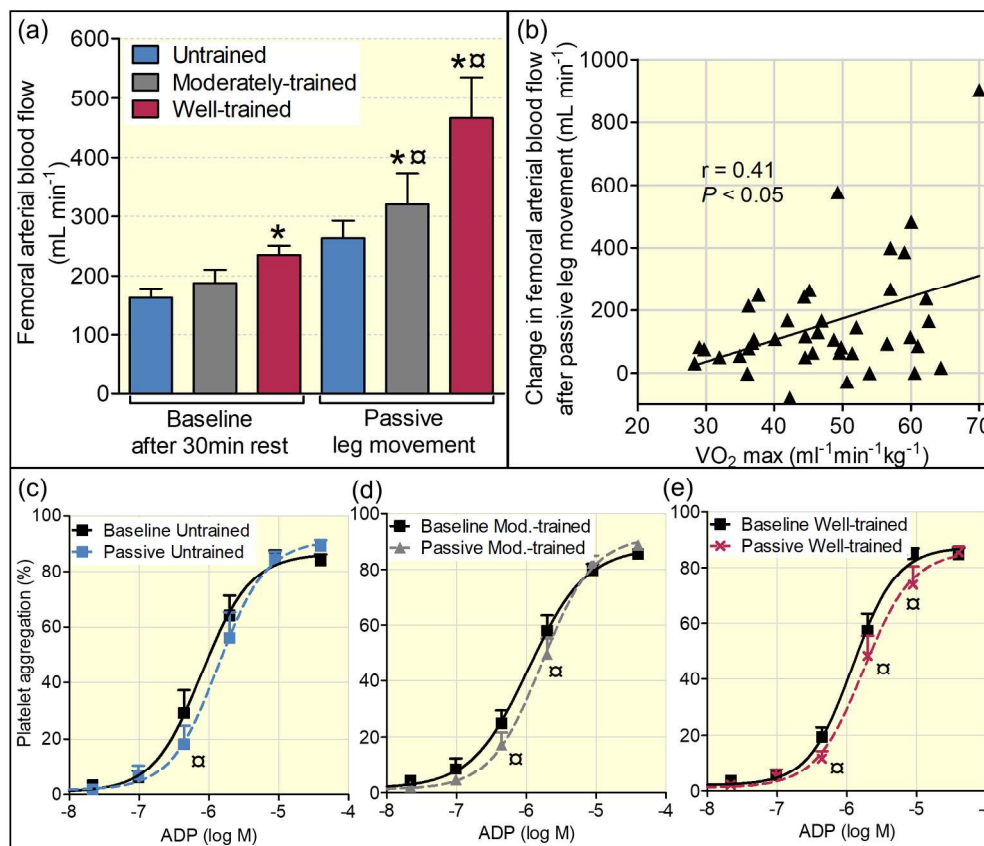 (a)
Femoral arterial blood flow
(mL min⁻¹)
600
500
400
300
200
100
0
Untrained
Moderately-trained
Well-trained
*
*¤
*¤
Baseline
after 30min rest
Passive
leg movement
(b)
Change in femoral arterial blood flow
after passive leg movement (mL min⁻¹)
1000
800
600
400
200
0
r = 0.41
P < 0.05
20 30 40 50 60 70
VO₂ max (ml⁻¹min⁻¹kg⁻¹)
(c)
Platelet aggregation (%)
100
80
60
40
20
0
Baseline Untrained
Passive Untrained
¤
-8 -7 -6 -5 -4
ADP (log M)
(d)
100
80
60
40
20
0
Baseline Mod.-trained
Passive Mod.-trained
¤
¤
-8 -7 -6 -5 -4
ADP (log M)
(e)
100
80
60
40
20
0
Baseline Well-trained
Passive Well-trained
¤
¤
¤
-8 -7 -6 -5 -4
ADP (log M)